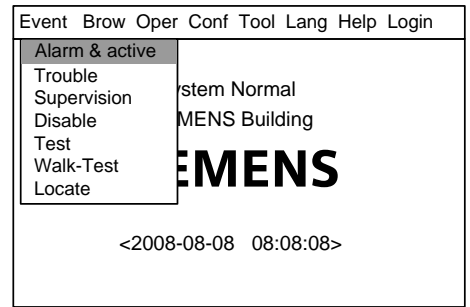 Event Brow Oper Conf Tool Lang Help Login
Alarm & active
Trouble
Supervision
Disable
Test
Walk-Test
Locate
stem Normal
MENS Building
EMENS
<2008-08-08 08:08:08>